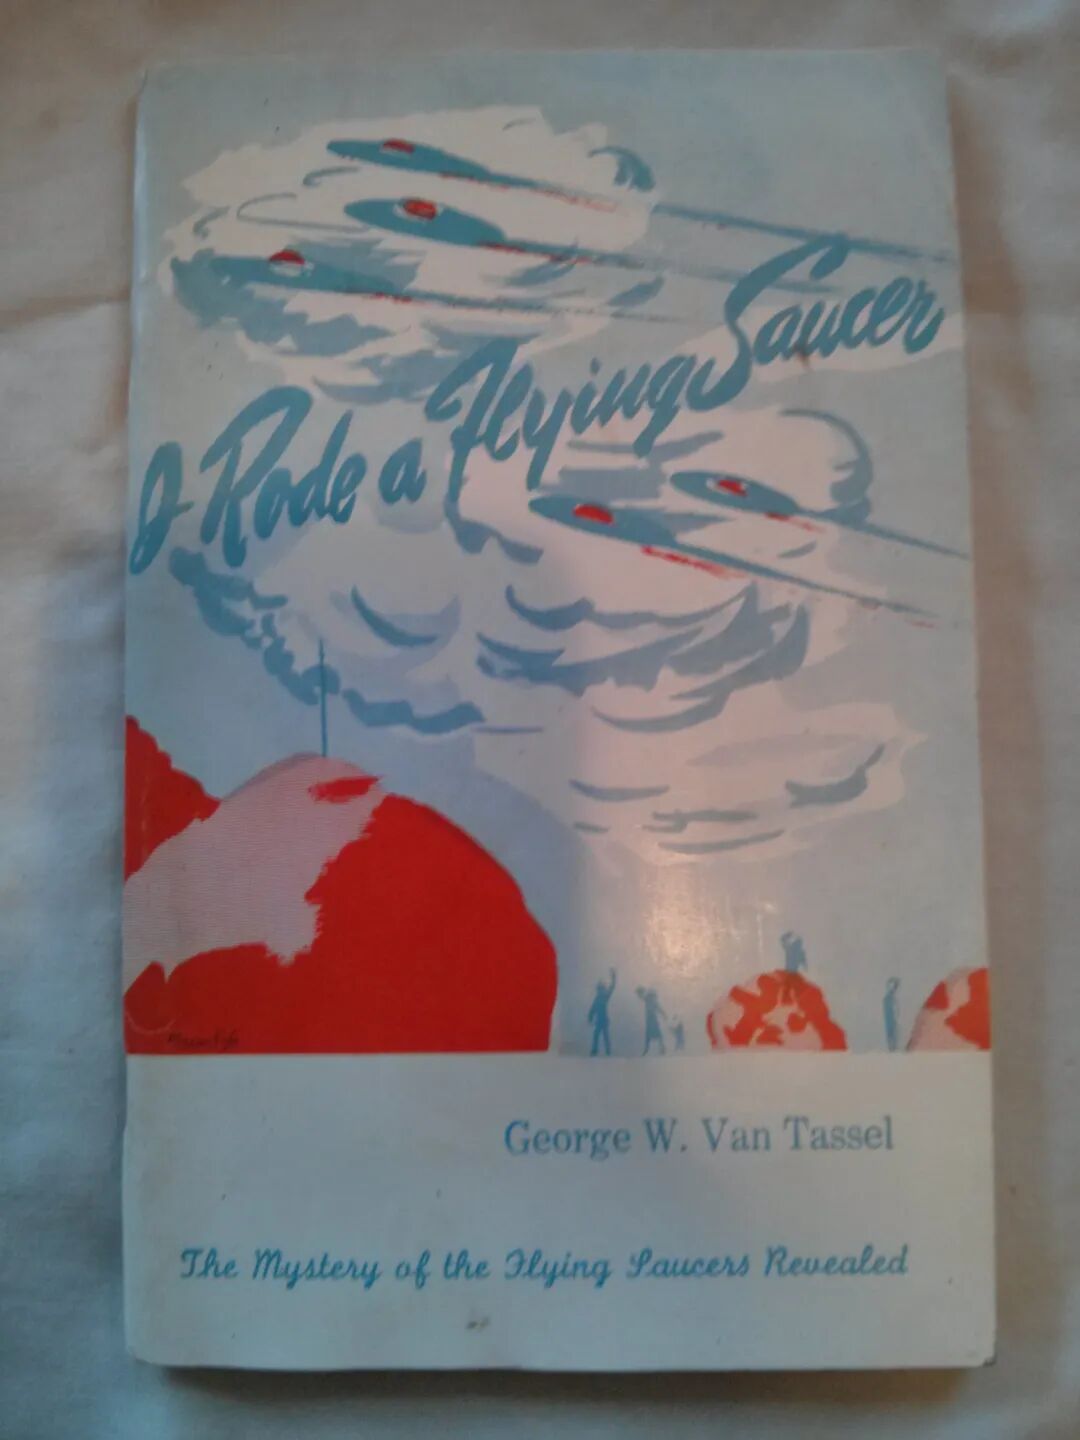 I Rode a Flying Saucer
George W. Van Tassel
The Mystery of the Flying Saucers Revealed